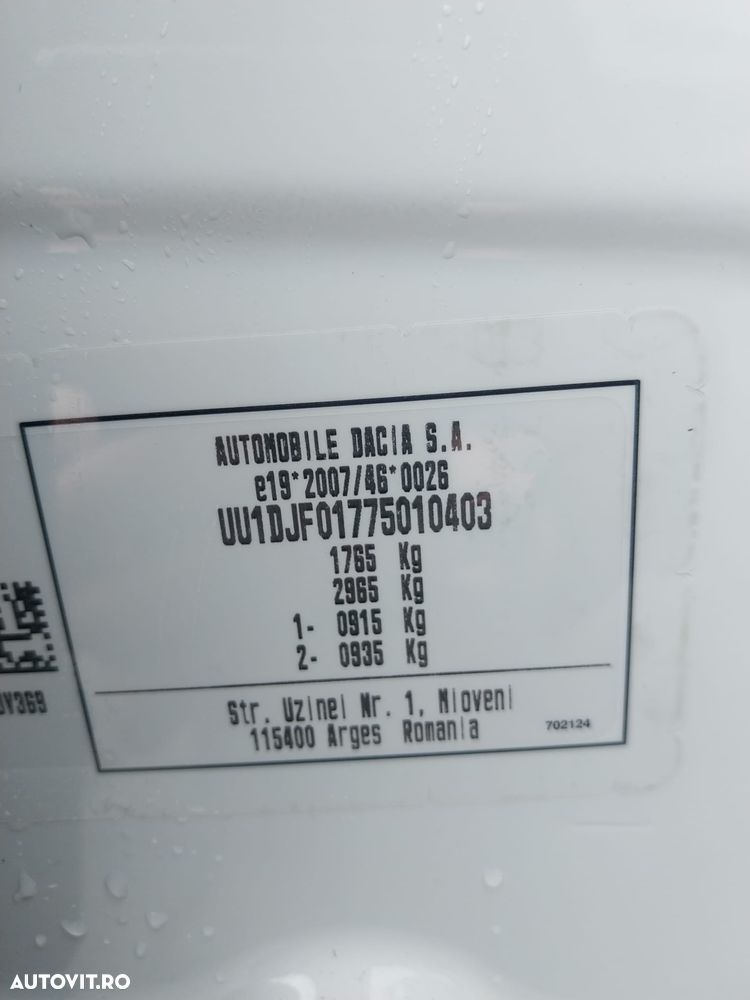 AUTOMOBILE DACIA S.A.
e19*2007/46*0026
UU1DJF01775010403
1765 Kg
2965 Kg
1- 0915 Kg
2- 0935 Kg
Str. Uzinei Nr. 1, Mioveni
115400 Arges Romania
702124
AUTOVIT.RO